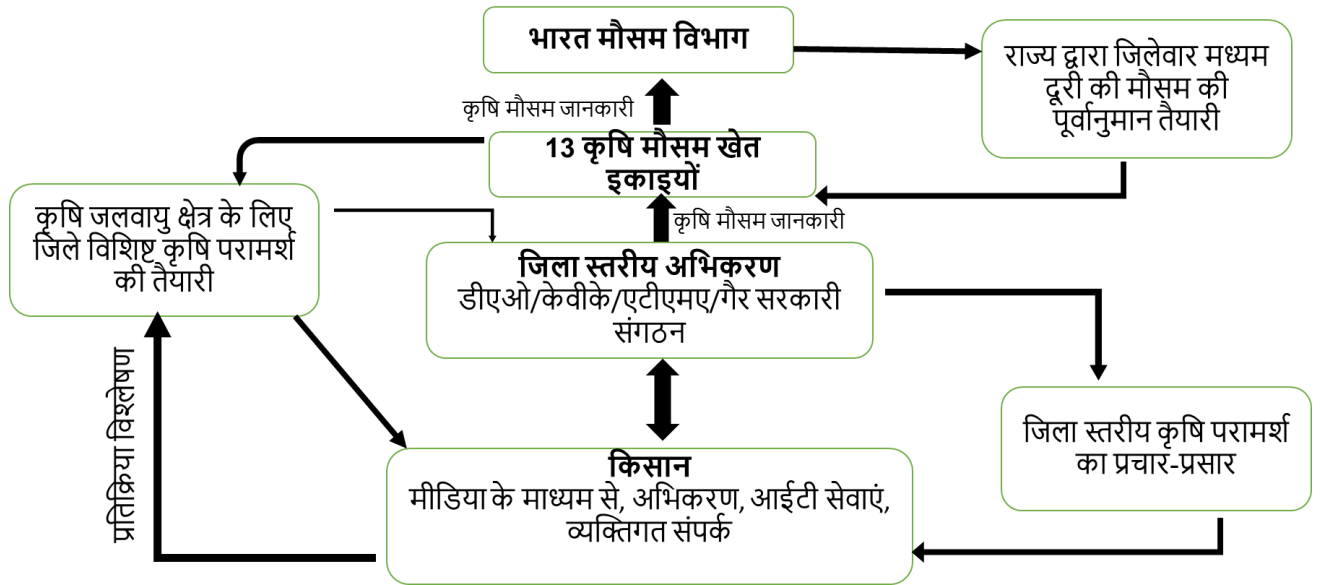 भारत मौसम विभाग
राज्य द्वारा जिलेवार मध्यम
दूरी की मौसम की
पूर्वानुमान तैयारी
कृषि मौसम जानकारी
13 कृषि मौसम खेत
इकाइयों
कृषि जलवायु क्षेत्र के लिए
जिले विशिष्ट कृषि परामर्श
की तैयारी
कृषि मौसम जानकारी
जिला स्तरीय अभिकरण
डीएओ/केवीके/एटीएमए/गैर सरकारी
संगठन
प्रतिक्रिया विश्लेषण
जिला स्तरीय कृषि परामर्श
का प्रचार-प्रसार
किसान
मीडिया के माध्यम से, अभिकरण, आईटी सेवाएं,
व्यक्तिगत संपर्क